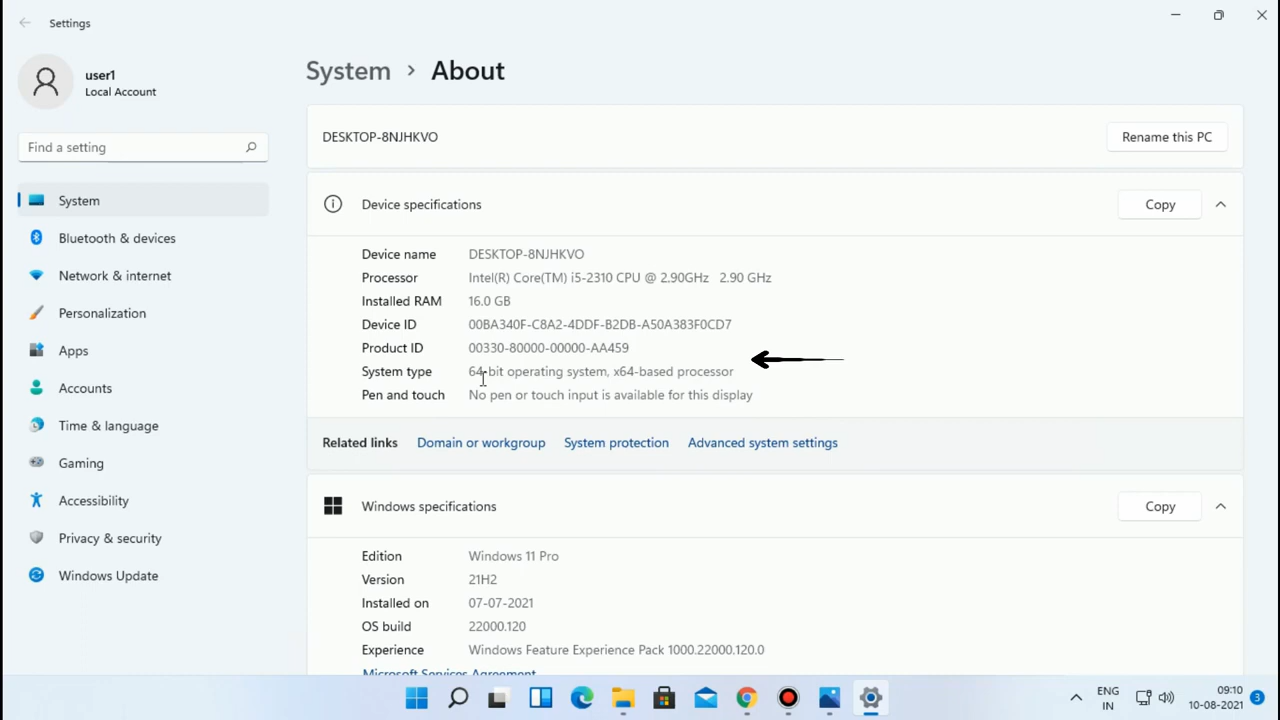 Settings
user1
Local Account
Find a setting
System
Bluetooth & devices
Network & internet
Personalization
Apps
Accounts
Time & language
Gaming
Accessibility
Privacy & security
Windows Update
System > About
DESKTOP-8NJHKVO
Rename this PC
Device specifications
Copy
Device name DESKTOP-8NJHKVO
Processor Intel(R) Core(TM) i5-2310 CPU @ 2.90GHz 2.90 GHz
Installed RAM 16.0 GB
Device ID 00BA340F-C8A2-4DDF-B2DB-A50A383F0CD7
Product ID 00330-80000-00000-AA459
System type 64-bit operating system, x64-based processor
Pen and touch No pen or touch input is available for this display
Related links Domain or workgroup System protection Advanced system settings
Windows specifications
Copy
Edition Windows 11 Pro
Version 21H2
Installed on 07-07-2021
OS build 22000.120
Experience Windows Feature Experience Pack 1000.22000.120.0
Microsoft Services Agreement
ENG
IN
09:10
10-08-2021
3